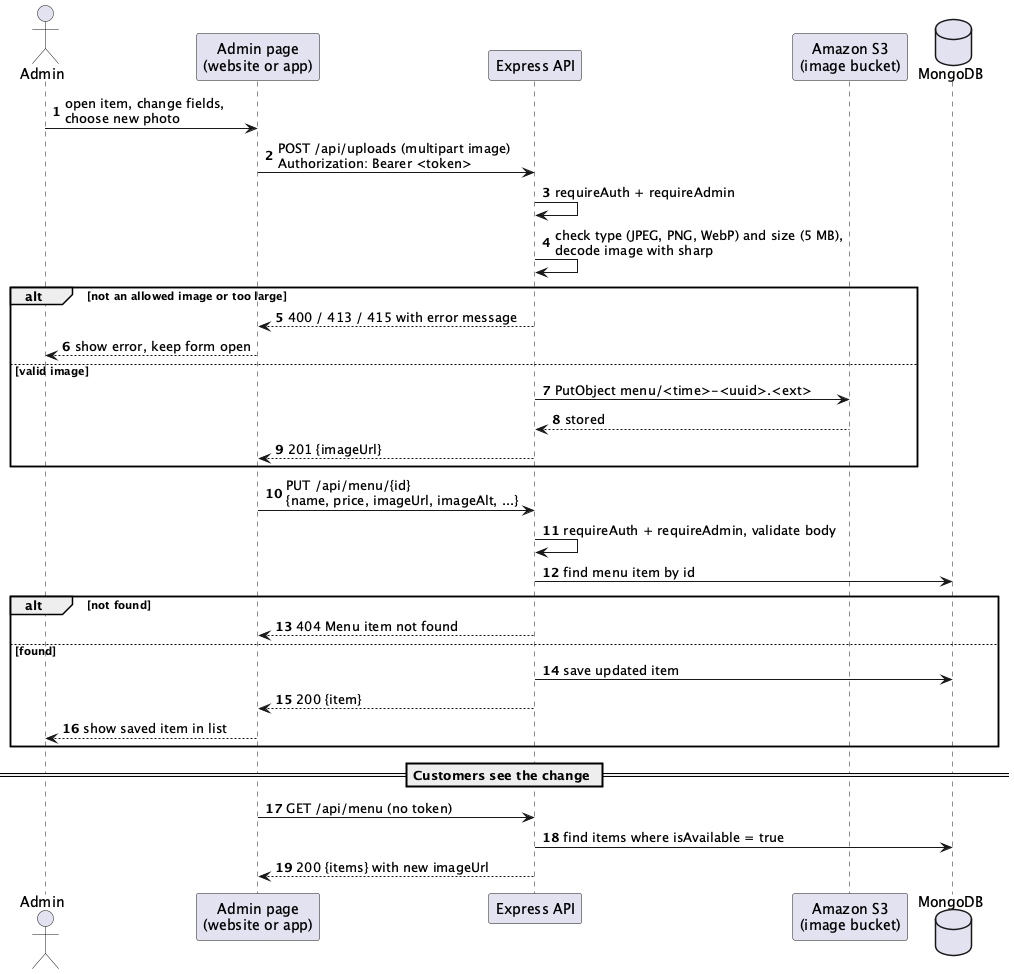 Admin
Admin page
(website or app)
Express API
Amazon S3
(image bucket)
MongoDB
1 open item, change fields,
choose new photo
2 POST /api/uploads (multipart image)
Authorization: Bearer <token>
3 requireAuth + requireAdmin
4 check type (JPEG, PNG, WebP) and size (5 MB),
decode image with sharp
alt [not an allowed image or too large]
5 400 / 413 / 415 with error message
6 show error, keep form open
[valid image]
7 PutObject menu/<time>-<uuid>.<ext>
8 stored
9 201 {imageUrl}
10 PUT /api/menu/{id}
{name, price, imageUrl, imageAlt, ...}
11 requireAuth + requireAdmin, validate body
12 find menu item by id
alt [not found]
13 404 Menu item not found
[found]
14 save updated item
15 200 {item}
16 show saved item in list
Customers see the change
17 GET /api/menu (no token)
18 find items where isAvailable = true
19 200 {items} with new imageUrl
Admin
Admin page
(website or app)
Express API
Amazon S3
(image bucket)
MongoDB